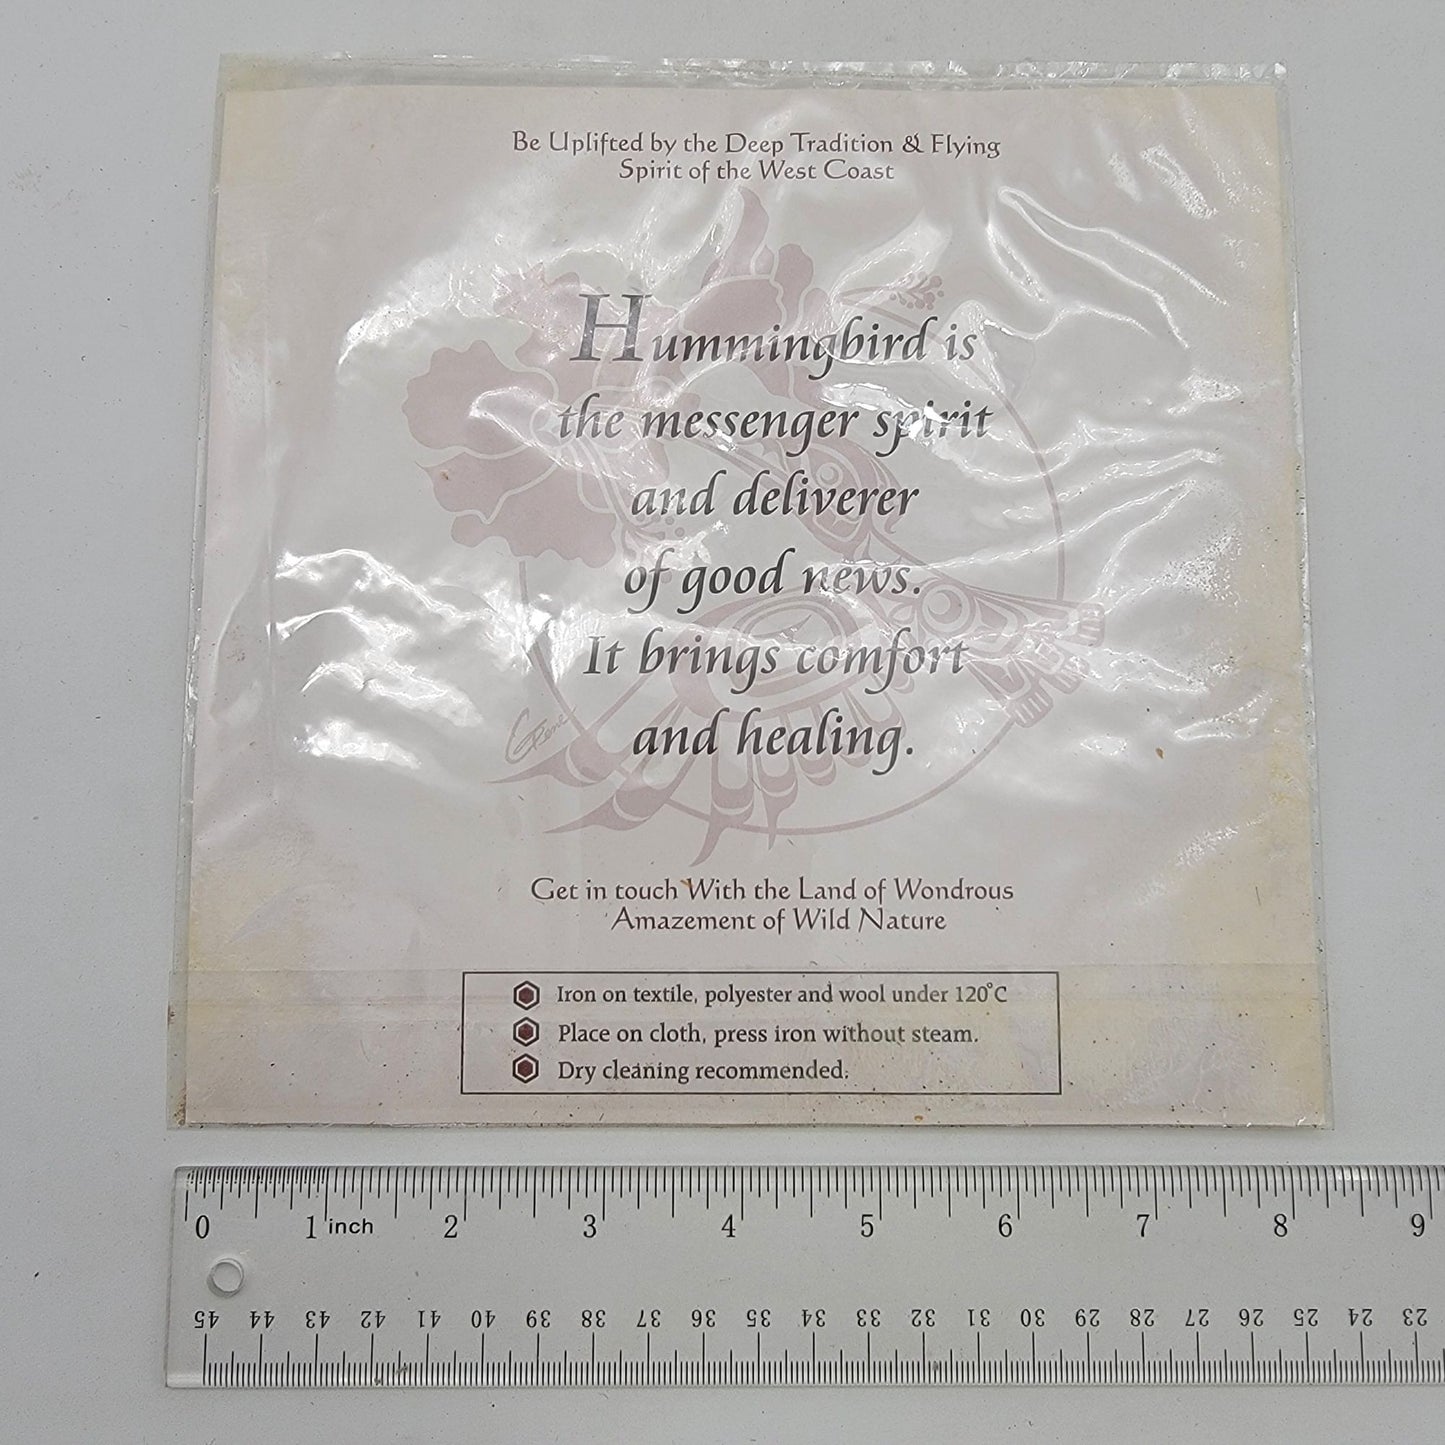 Be Uplifted by the Deep Tradition & Flying
Spirit of the West Coast
Hummingbird is
the messenger spirit
and deliverer
of good news.
It brings comfort
and healing.
Get in touch With the Land of Wondrous
Amazement of Wild Nature
Iron on textile, polyester and wool under 120°C
Place on cloth, press iron without steam.
Dry cleaning recommended.
0 1 inch 2 3 4 5 6 7 8 9
45 44 43 42 41 40 39 38 37 36 35 34 33 32 31 30 29 28 27 26 25 24 23